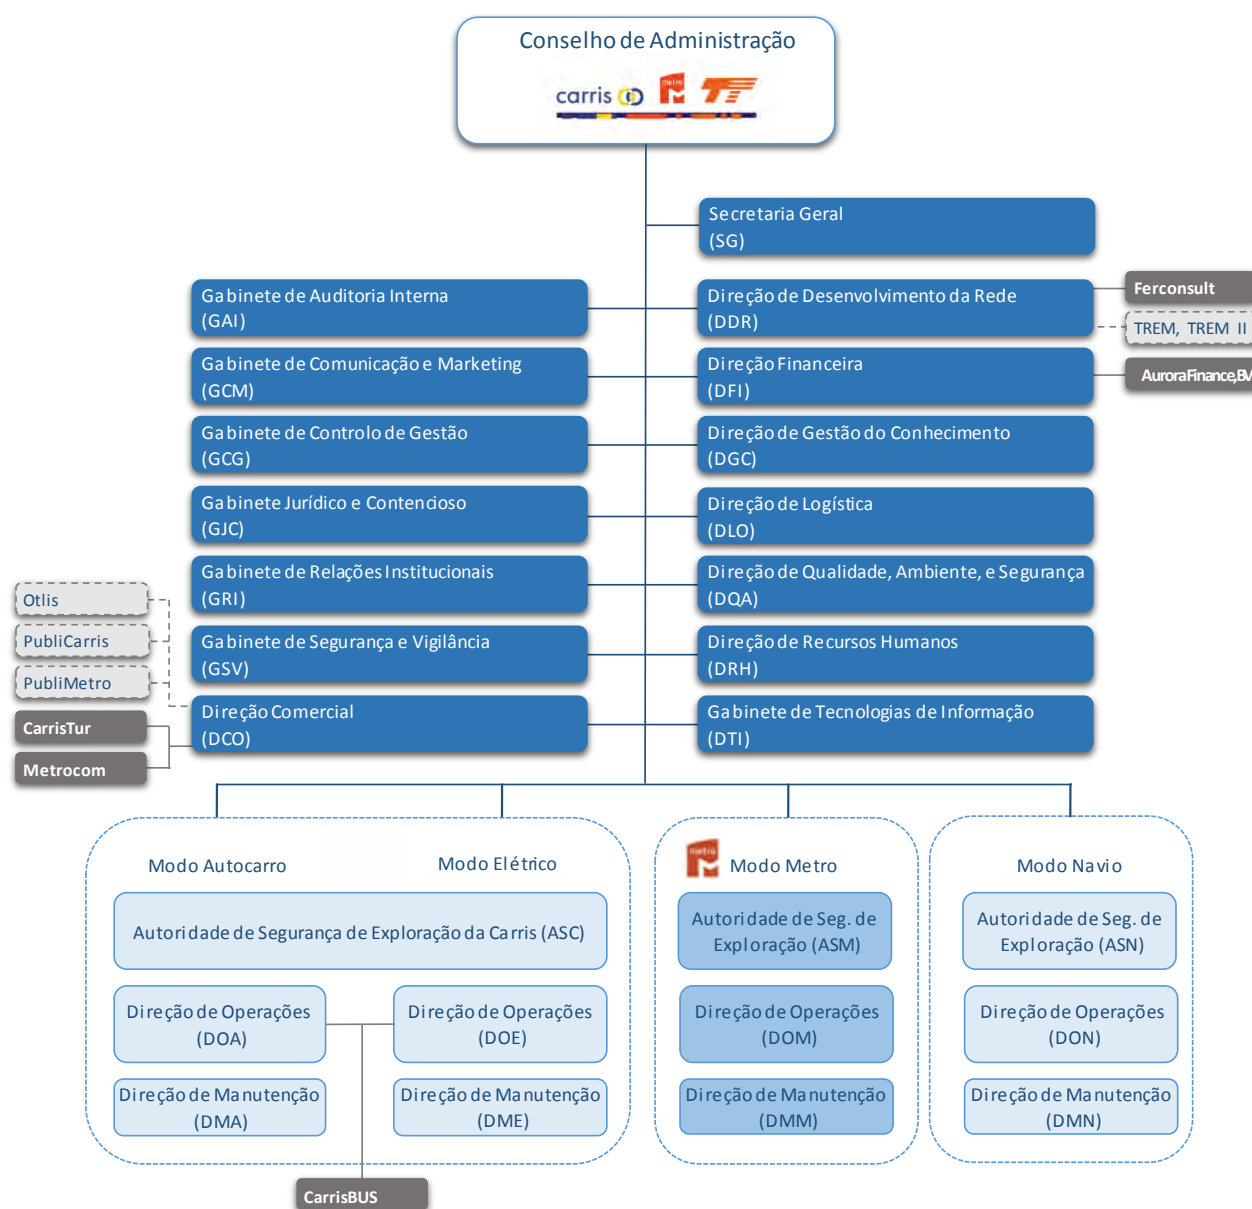 Conselho de Administração
carris metro TT
Secretaria Geral
(SG)
Gabinete de Auditoria Interna
(GAI)
Direção de Desenvolvimento da Rede
(DDR)
Ferconsult
TREM, TREM II
Gabinete de Comunicação e Marketing
(GCM)
Direção Financeira
(DFI)
AuroraFinance,BV
Gabinete de Controlo de Gestão
(GCG)
Direção de Gestão do Conhecimento
(DGC)
Gabinete Jurídico e Contencioso
(GJC)
Direção de Logística
(DLO)
Gabinete de Relações Institucionais
(GRI)
Direção de Qualidade, Ambiente, e Segurança
(DQA)
Otlis
PubliCarris
PubliMetro
Gabinete de Segurança e Vigilância
(GSV)
Direção de Recursos Humanos
(DRH)
CarrisTur
Metrocom
Direção Comercial
(DCO)
Gabinete de Tecnologias de Informação
(DTI)
Modo Autocarro
Modo Elétrico
Autoridade de Segurança de Exploração da Carris (ASC)
Direção de Operações
(DOA)
Direção de Operações
(DOE)
Direção de Manutenção
(DMA)
Direção de Manutenção
(DME)
CarrisBUS
metro
Modo Metro
Autoridade de Seg. de
Exploração (ASM)
Direção de Operações
(DOM)
Direção de Manutenção
(DMM)
Modo Navio
Autoridade de Seg. de
Exploração (ASN)
Direção de Operações
(DON)
Direção de Manutenção
(DMN)